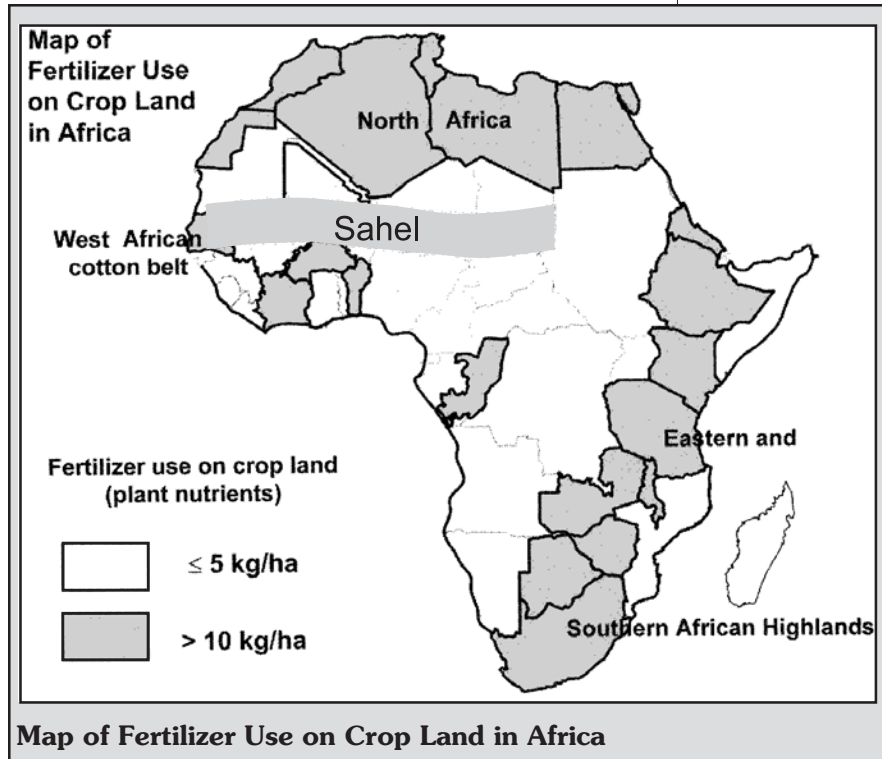 Map of
Fertilizer Use
on Crop Land
in Africa
North Africa
Sahel
West African
cotton belt
Eastern and
Southern African Highlands
Fertilizer use on crop land
(plant nutrients)
≤ 5 kg/ha
> 10 kg/ha
Map of Fertilizer Use on Crop Land in Africa